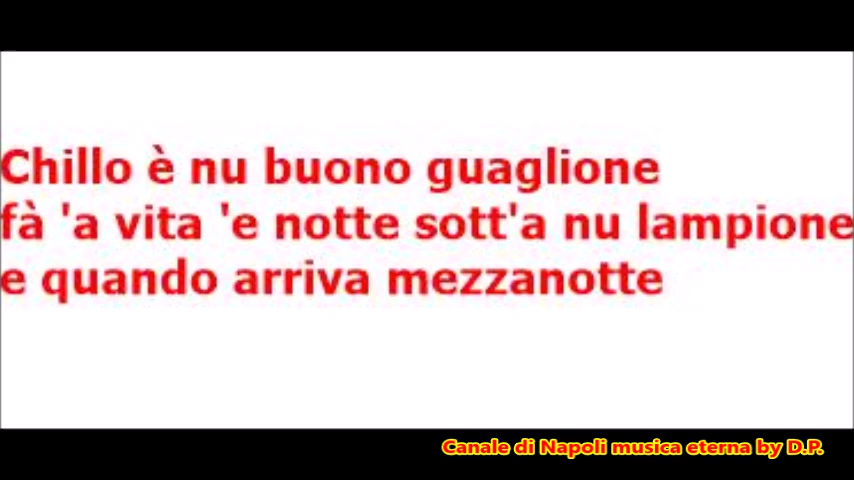 Chillo è nu buono guaglione
fà 'a vita 'e notte sott'a nu lampione
e quando arriva mezzanotte
Canale di Napoli musica eterna by D.P.